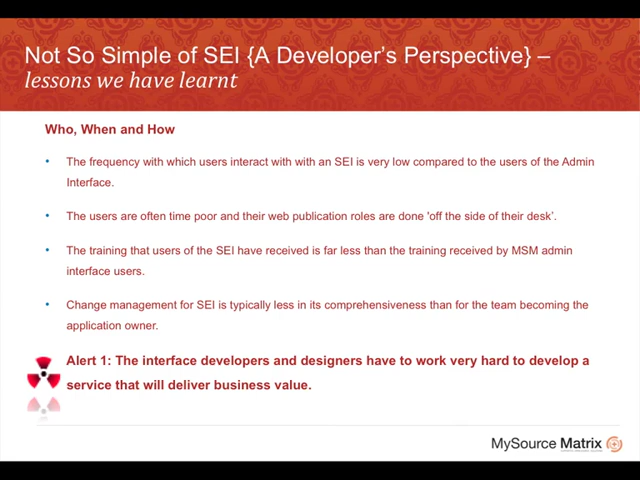 Not So Simple of SEI {A Developer’s Perspective} –
lessons we have learnt
Who, When and How
• The frequency with which users interact with with an SEI is very low compared to the users of the Admin
Interface.
• The users are often time poor and their web publication roles are done 'off the side of their desk’.
• The training that users of the SEI have received is far less than the training received by MSM admin
interface users.
• Change management for SEI is typically less in its comprehensiveness than for the team becoming the
application owner.
Alert 1: The interface developers and designers have to work very hard to develop a
service that will deliver business value.
MySource Matrix